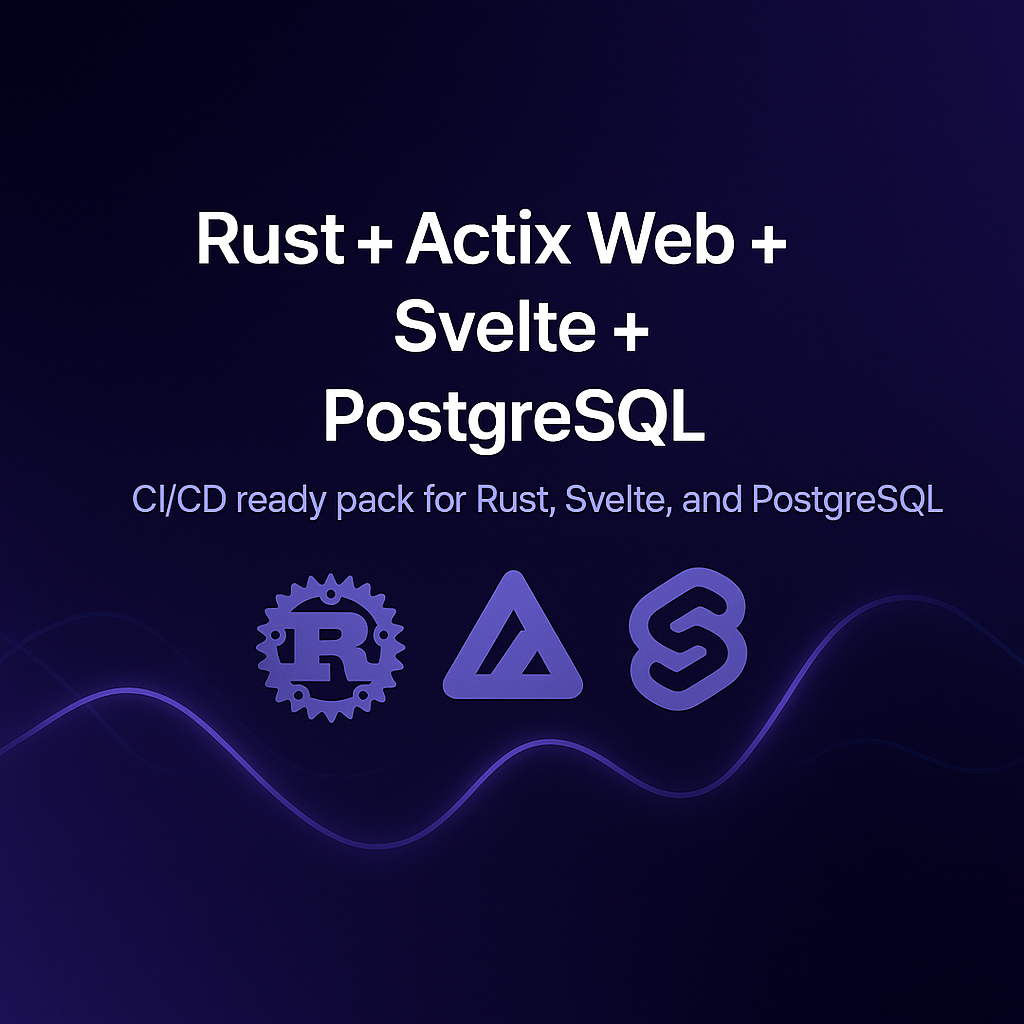 Rust + Actix Web +
Svelte +
PostgreSQL
CI/CD ready pack for Rust, Svelte, and PostgreSQL
R
S